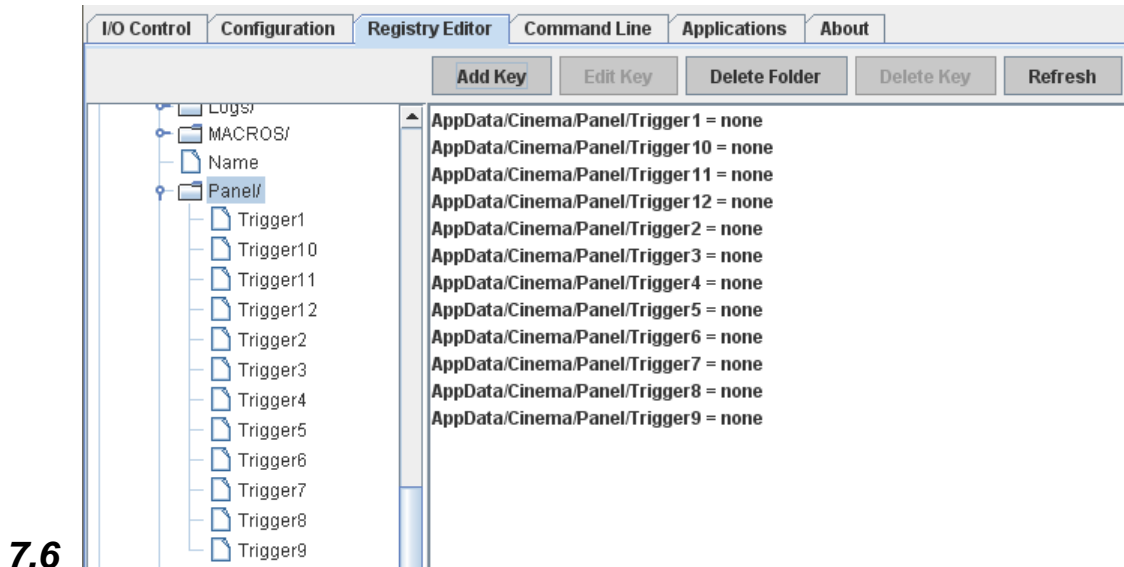 I/O Control Configuration Registry Editor Command Line Applications About
Add Key Edit Key Delete Folder Delete Key Refresh
Logs/
MACROS/
Name
Panel/
Trigger1
Trigger10
Trigger11
Trigger12
Trigger2
Trigger3
Trigger4
Trigger5
Trigger6
Trigger7
Trigger8
Trigger9
AppData/Cinema/Panel/Trigger1 = none
AppData/Cinema/Panel/Trigger10 = none
AppData/Cinema/Panel/Trigger11 = none
AppData/Cinema/Panel/Trigger12 = none
AppData/Cinema/Panel/Trigger2 = none
AppData/Cinema/Panel/Trigger3 = none
AppData/Cinema/Panel/Trigger4 = none
AppData/Cinema/Panel/Trigger5 = none
AppData/Cinema/Panel/Trigger6 = none
AppData/Cinema/Panel/Trigger7 = none
AppData/Cinema/Panel/Trigger8 = none
AppData/Cinema/Panel/Trigger9 = none
7.6